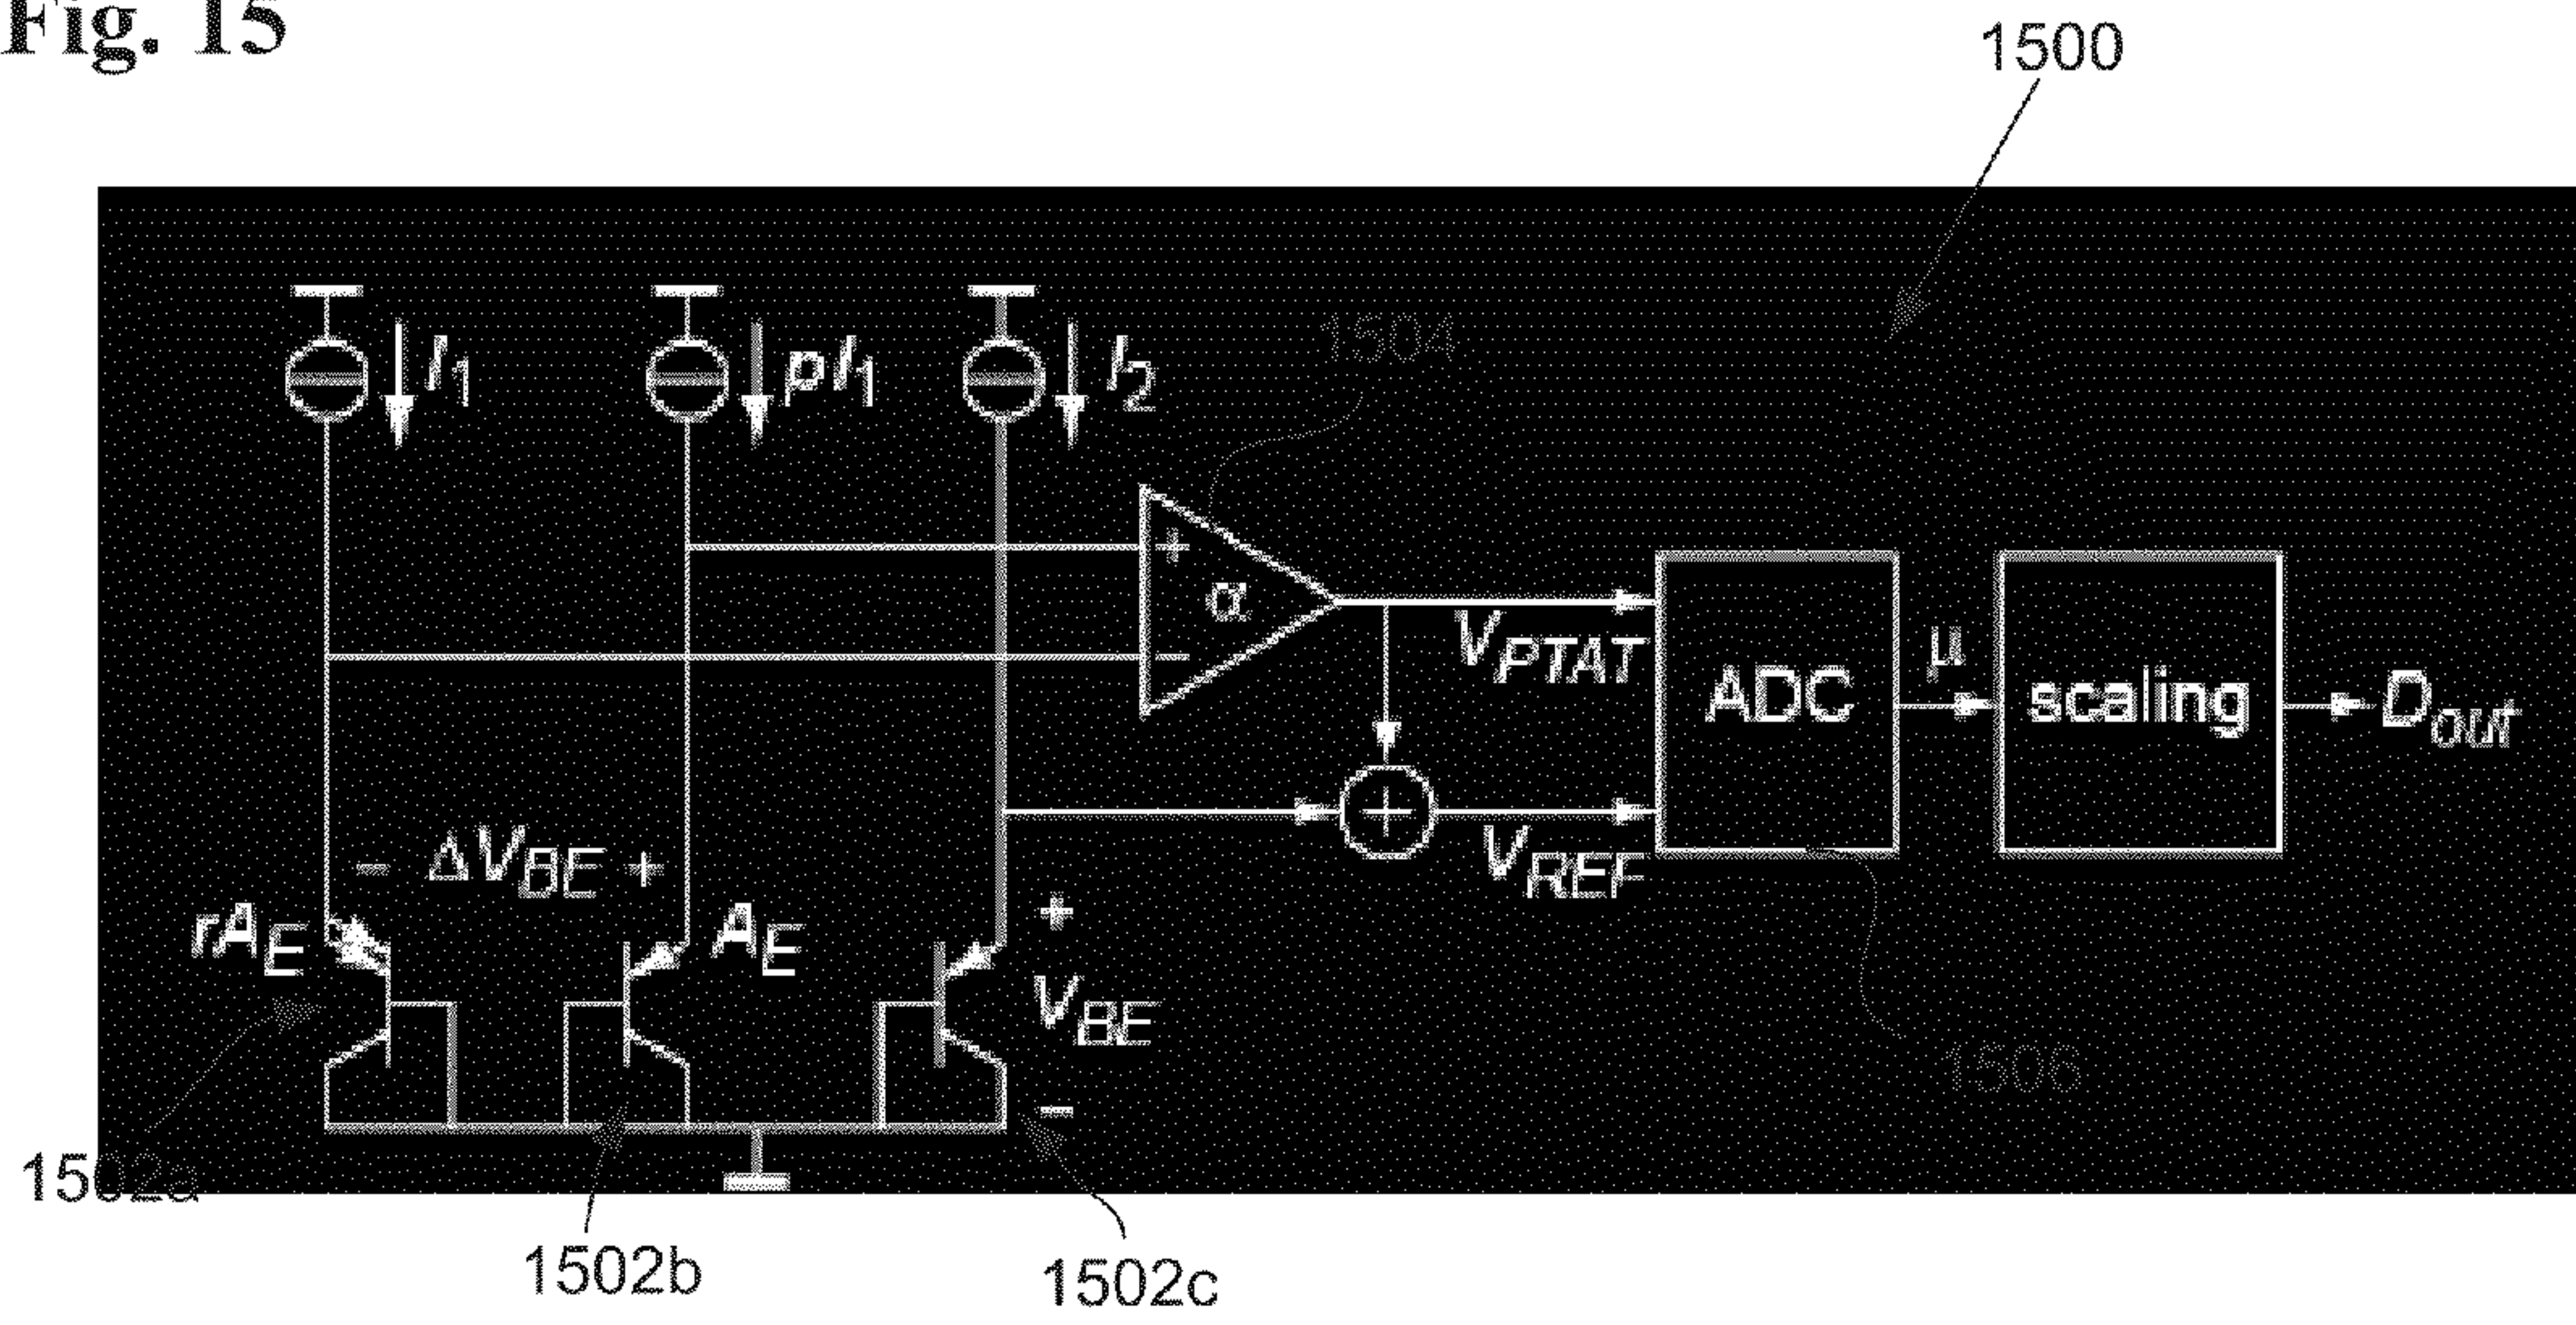 Fig. 15
1500
I1
pI1
I2
1504
+
α
−
VPTAT
ADC
μ
scaling
Dout
+
VREF
− ΔVBE +
rAE
AE
+
VBE
−
1506
1502a
1502b
1502c